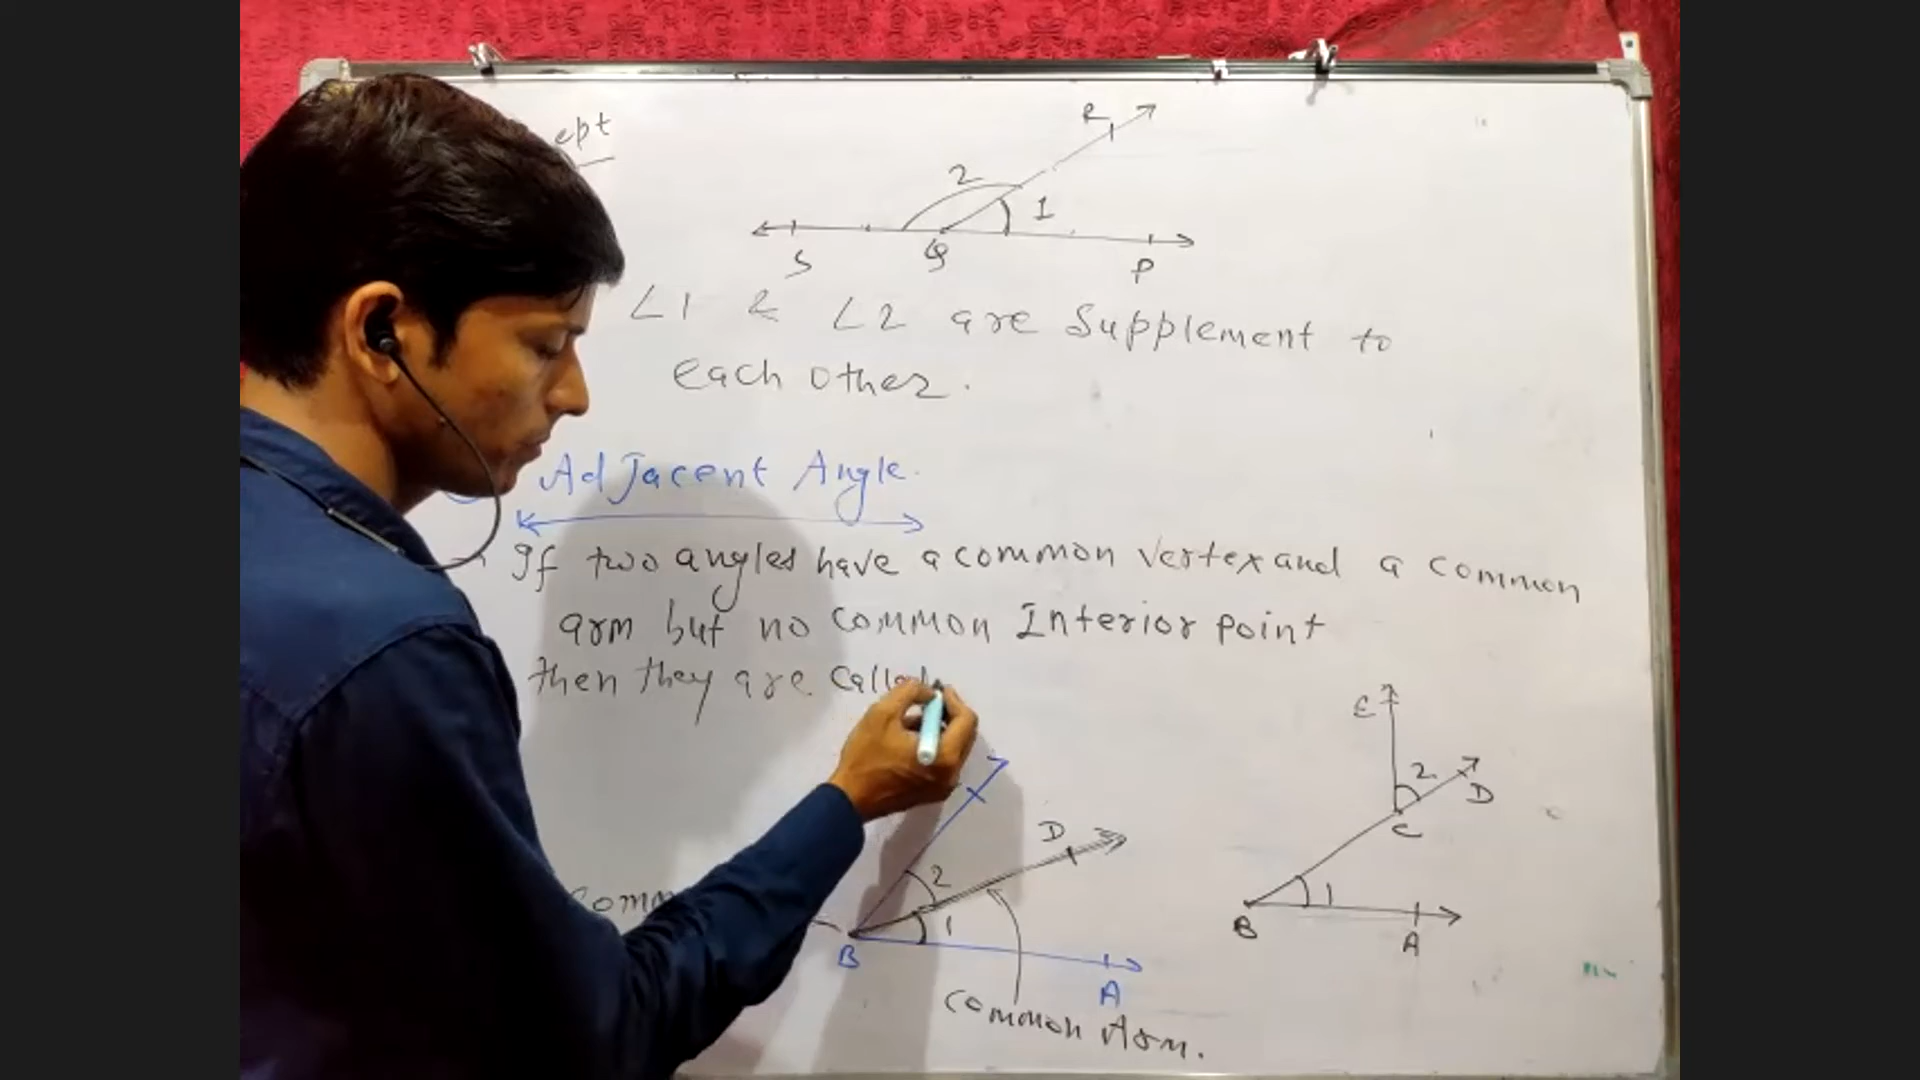 ept
R
2
1
S
Q
P
∠1 & ∠2 are Supplement to
each other.
Adjacent Angle.
If two angles have a common vertex and a common
arm but no common Interior point
then they are called
D
2
1
B
A
Common Arm.
E
2
D
C
1
B
A